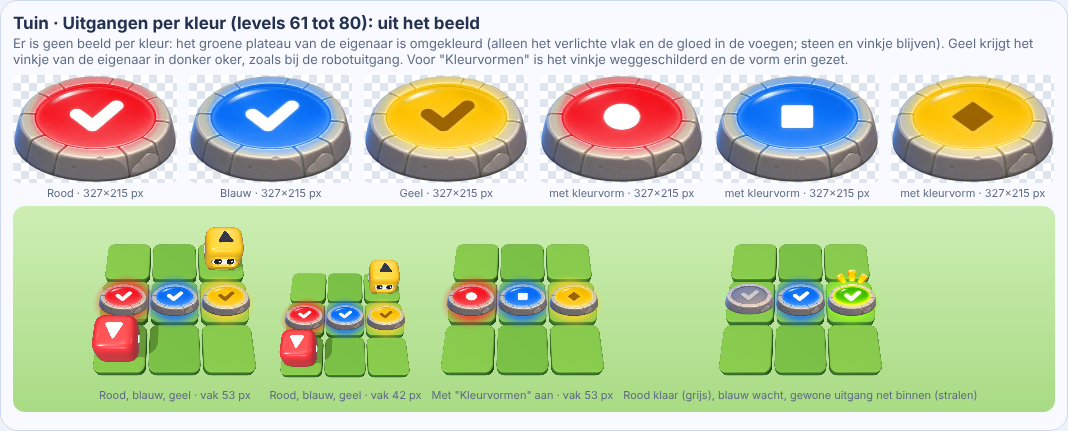 Tuin · Uitgangen per kleur (levels 61 tot 80): uit het beeld
Er is geen beeld per kleur: het groene plateau van de eigenaar is omgekleurd (alleen het verlichte vlak en de gloed in de voegen; steen en vinkje blijven). Geel krijgt het
vinkje van de eigenaar in donker oker, zoals bij de robotuitgang. Voor "Kleurvormen" is het vinkje weggeschilderd en de vorm erin gezet.
Rood · 327×215 px
Blauw · 327×215 px
Geel · 327×215 px
met kleurvorm · 327×215 px
met kleurvorm · 327×215 px
met kleurvorm · 327×215 px
Rood, blauw, geel · vak 53 px
Rood, blauw, geel · vak 42 px
Met "Kleurvormen" aan · vak 53 px
Rood klaar (grijs), blauw wacht, gewone uitgang net binnen (stralen)